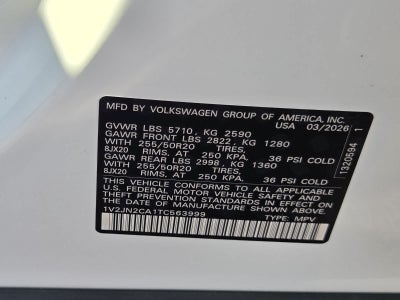 MFD BY VOLKSWAGEN GROUP OF AMERICA, INC.
USA 03/2026
GVWR LBS 5710, KG 2590
GAWR FRONT LBS 2822, KG 1280
WITH 255/50R20 TIRES,
8JX20 RIMS, AT 250 KPA, 36 PSI COLD
GAWR REAR LBS 2998, KG 1360
WITH 255/50R20 TIRES,
8JX20 RIMS, AT 250 KPA, 36 PSI COLD
THIS VEHICLE CONFORMS TO ALL APPLICABLE
U.S. FEDERAL MOTOR VEHICLE SAFETY AND
THEFT PREVENTION STANDARDS IN EFFECT ON
THE DATE OF MANUFACTURE SHOWN ABOVE.
1V2JN2CA1TC563999
TYPE: MPV
1320594 1